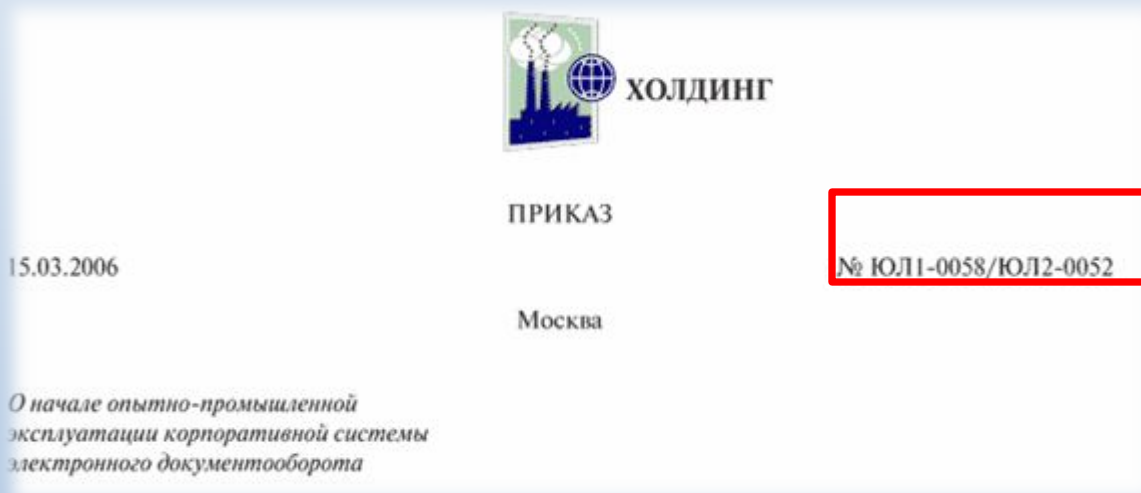 ХОЛДИНГ
ПРИКАЗ
15.03.2006 № ЮЛ1-0058/ЮЛ2-0052
Москва
О начале опытно-промышленной
эксплуатации корпоративной системы
электронного документооборота